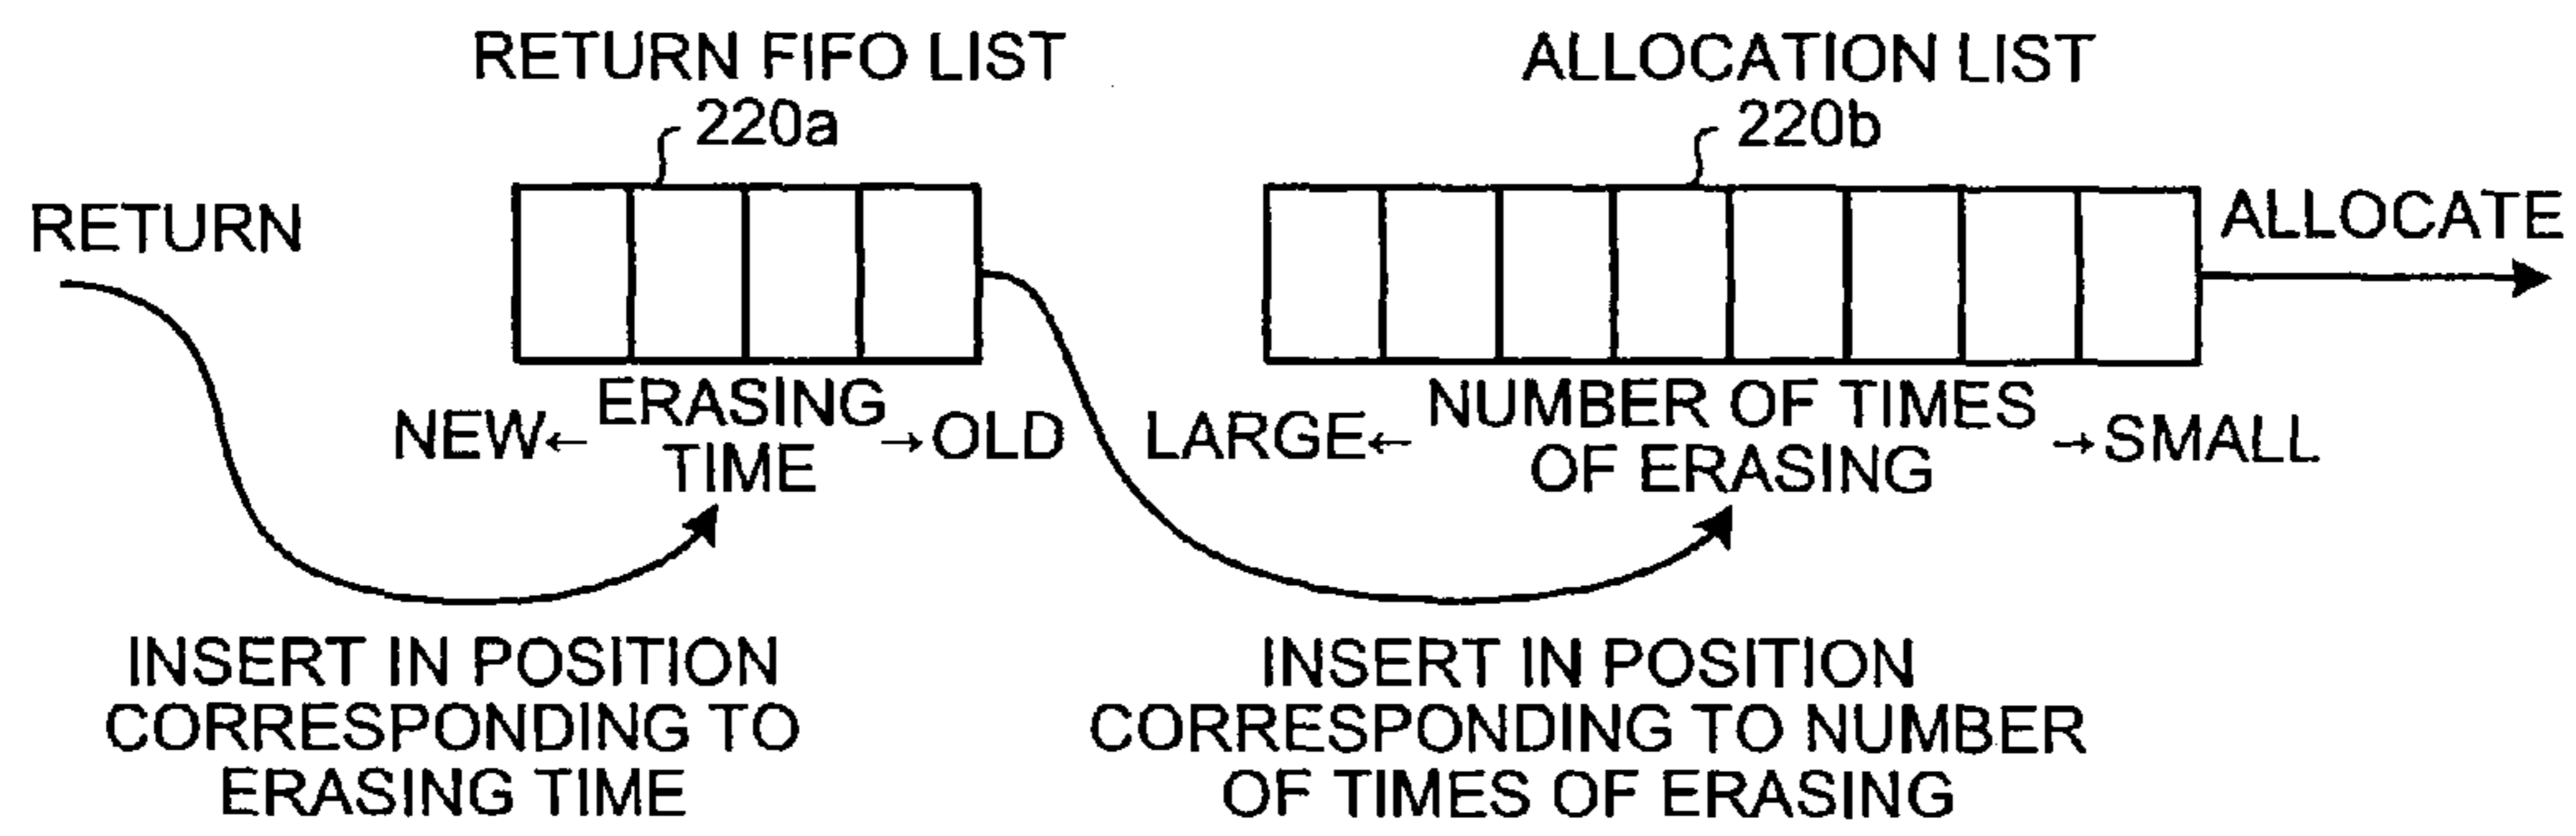 RETURN FIFO LIST
220a
ALLOCATION LIST
220b
RETURN
ALLOCATE
NEW← ERASING TIME →OLD
LARGE← NUMBER OF TIMES OF ERASING →SMALL
INSERT IN POSITION
CORRESPONDING TO
ERASING TIME
INSERT IN POSITION
CORRESPONDING TO NUMBER
OF TIMES OF ERASING